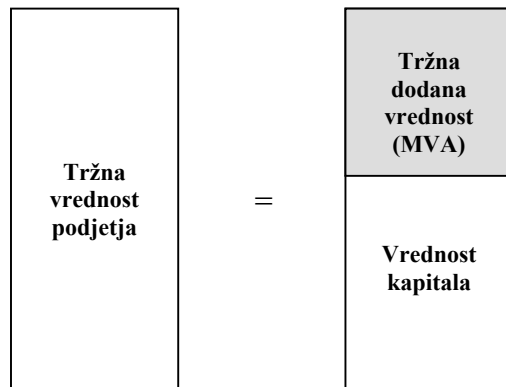 Tržna
vrednost
podjetja
=
Tržna
dodana
vrednost
(MVA)
Vrednost
kapitala